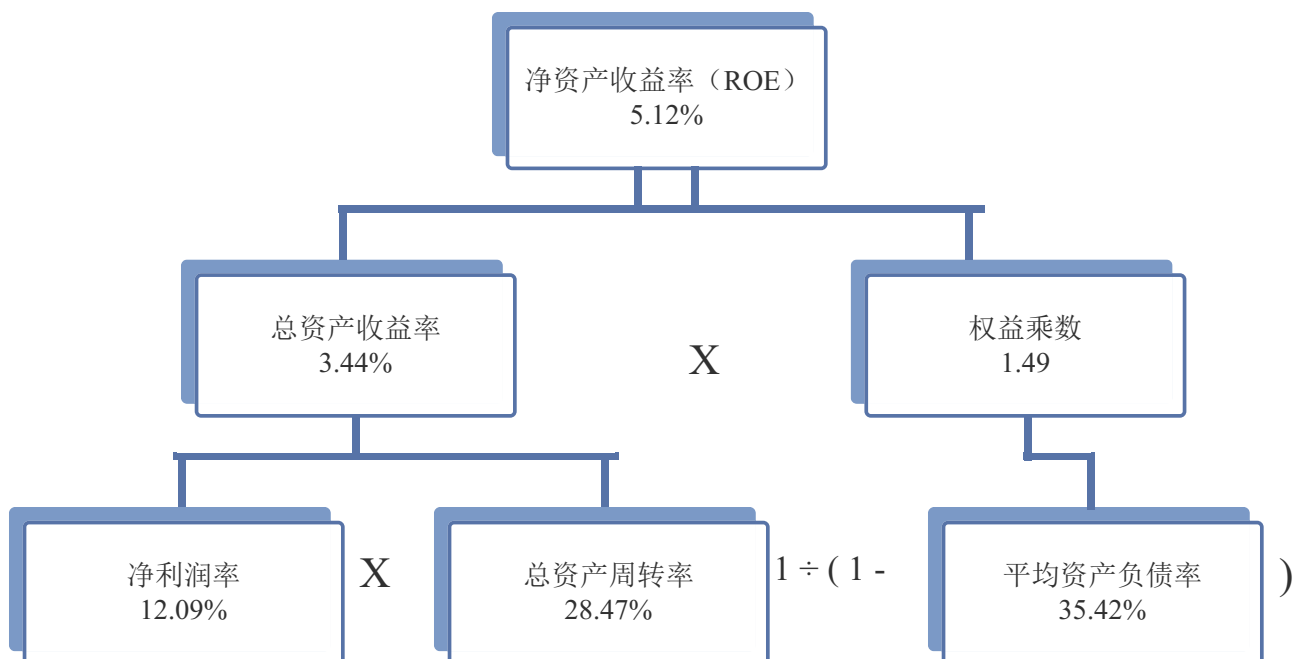 净资产收益率（ROE）
5.12%
总资产收益率
3.44%
X
权益乘数
1.49
净利润率
12.09%
X
总资产周转率
28.47%
1 ÷ ( 1 -
平均资产负债率
35.42%
)